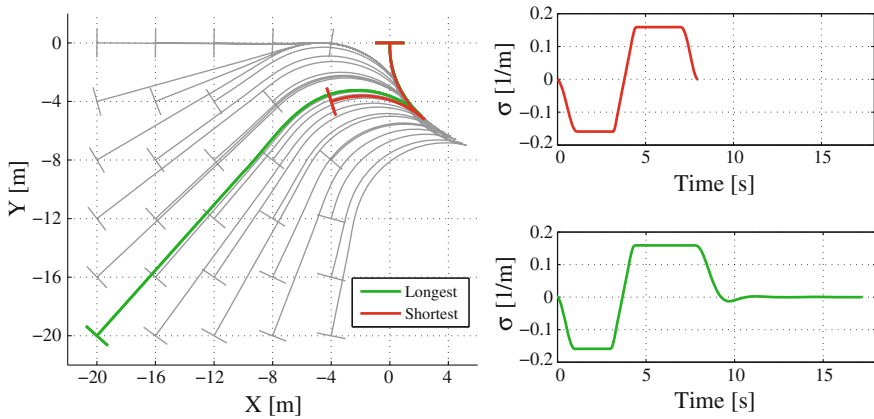 0
−4
−8
−12
−16
−20
Y [m]
−20 −16 −12 −8 −4 0 4
X [m]
Longest
Shortest
0.2
0.1
0
−0.1
−0.2
σ [1/m]
0 5 10 15
Time [s]
0.2
0.1
0
−0.1
−0.2
σ [1/m]
0 5 10 15
Time [s]